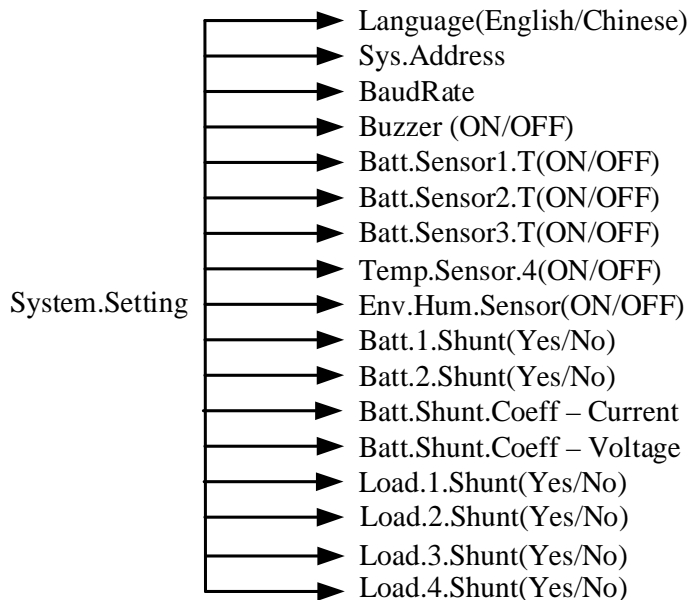 Language(English/Chinese)
Sys.Address
BaudRate
Buzzer (ON/OFF)
Batt.Sensor1.T(ON/OFF)
Batt.Sensor2.T(ON/OFF)
Batt.Sensor3.T(ON/OFF)
Temp.Sensor.4(ON/OFF)
System.Setting
Env.Hum.Sensor(ON/OFF)
Batt.1.Shunt(Yes/No)
Batt.2.Shunt(Yes/No)
Batt.Shunt.Coeff – Current
Batt.Shunt.Coeff – Voltage
Load.1.Shunt(Yes/No)
Load.2.Shunt(Yes/No)
Load.3.Shunt(Yes/No)
Load.4.Shunt(Yes/No)